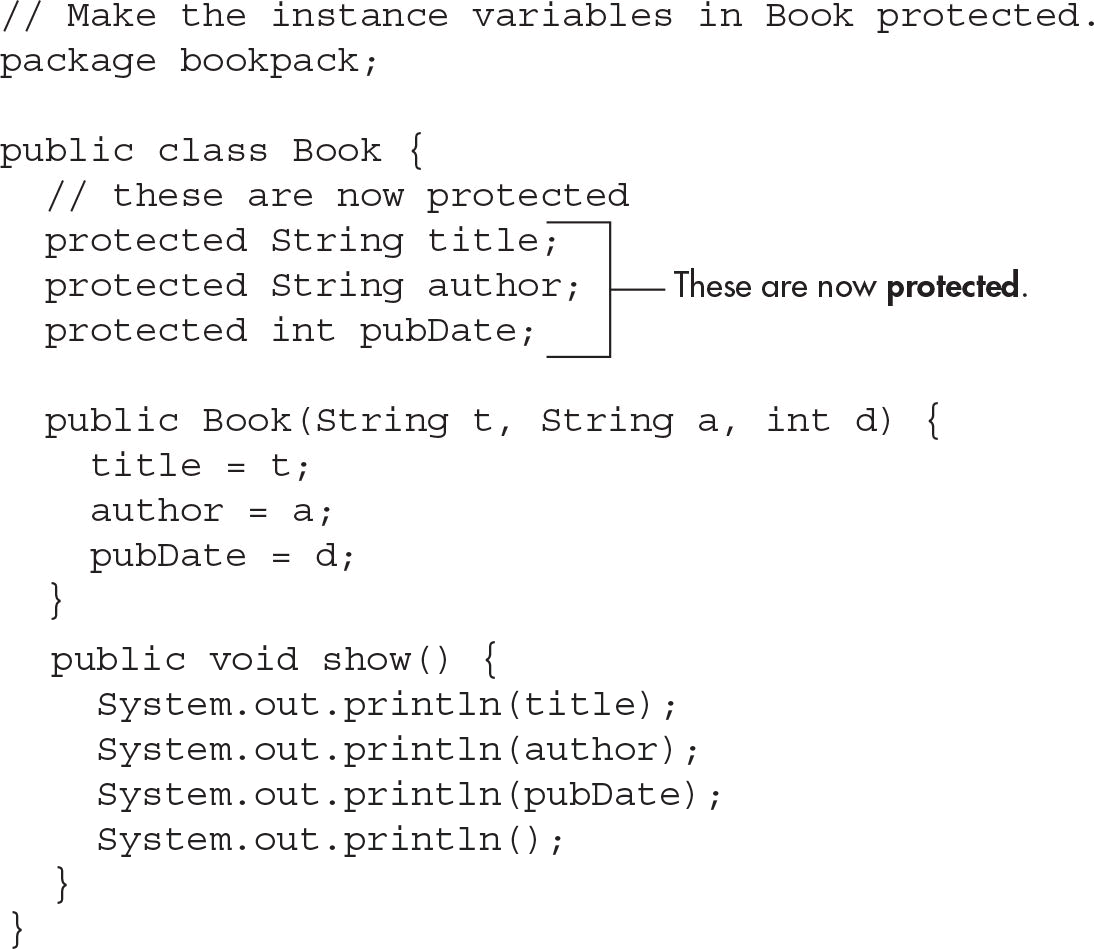 // Make the instance variables in Book protected.
package bookpack;

public class Book {
  // these are now protected
  protected String title;
  protected String author;
These are now protected.
  protected int pubDate;

  public Book(String t, String a, int d) {
    title = t;
    author = a;
    pubDate = d;
  }
  public void show() {
    System.out.println(title);
    System.out.println(author);
    System.out.println(pubDate);
    System.out.println();
  }
}